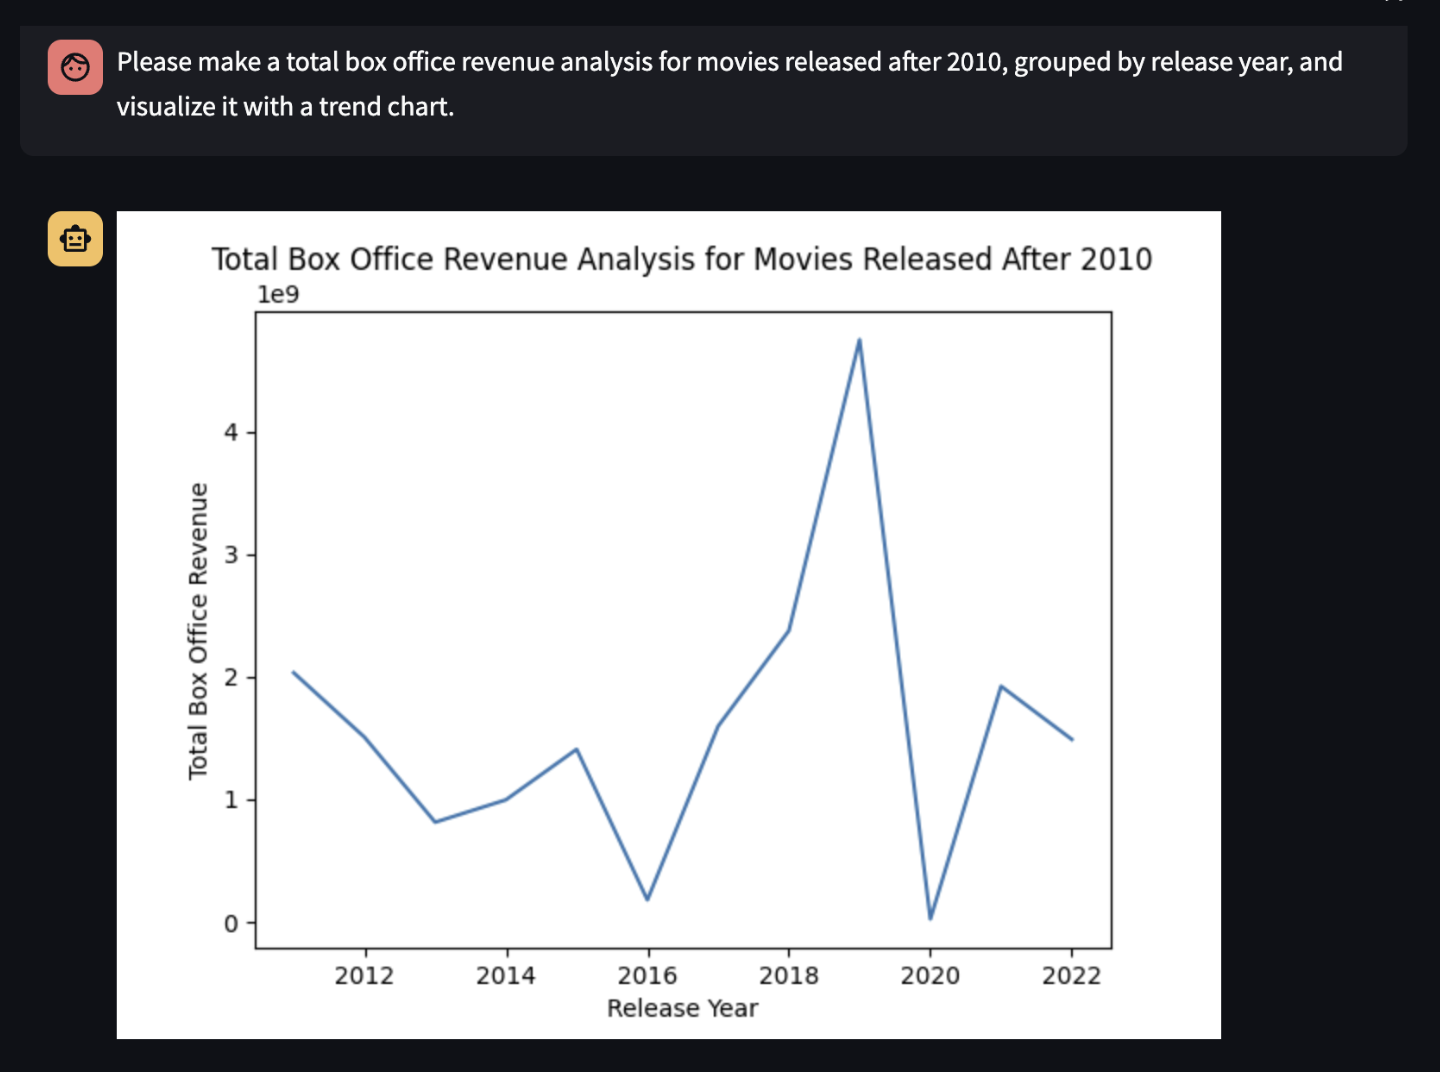 Please make a total box office revenue analysis for movies released after 2010, grouped by release year, and
visualize it with a trend chart.
Total Box Office Revenue Analysis for Movies Released After 2010
1e9
Total Box Office Revenue
4
3
2
1
0
2012 2014 2016 2018 2020 2022
Release Year